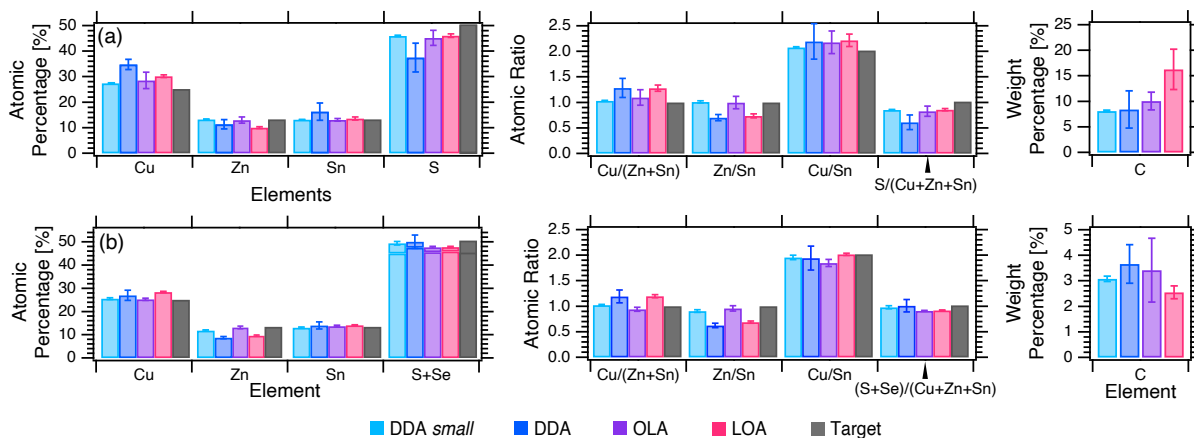 (a)
Atomic
Percentage [%]
50
40
30
20
10
0
Cu Zn Sn S
Elements
Atomic Ratio
2.5
2.0
1.5
1.0
0.5
0.0
Cu/(Zn+Sn) Zn/Sn Cu/Sn
S/(Cu+Zn+Sn)
Weight
Percentage [%]
25
20
15
10
5
0
C
(b)
Atomic
Percentage [%]
50
40
30
20
10
0
Cu Zn Sn S+Se
Element
Atomic Ratio
2.5
2.0
1.5
1.0
0.5
0.0
Cu/(Zn+Sn) Zn/Sn Cu/Sn
(S+Se)/(Cu+Zn+Sn)
Weight
Percentage [%]
5
4
3
2
1
0
C
Element
DDA small DDA OLA LOA Target